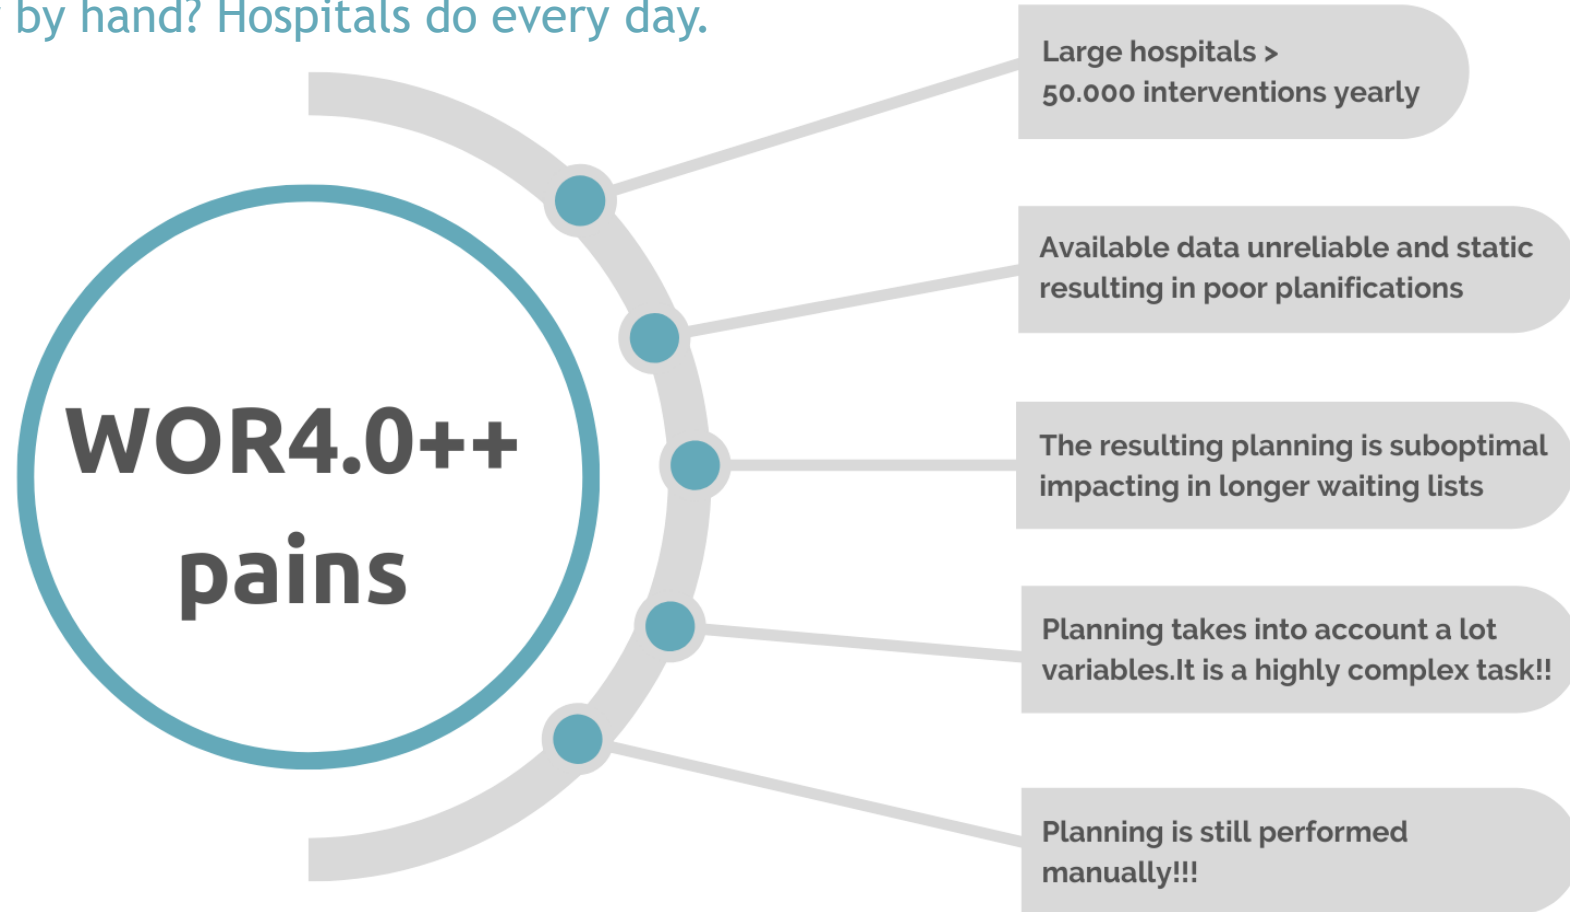 by hand? Hospitals do every day.
WOR4.0++
pains
Large hospitals >
50.000 interventions yearly
Available data unreliable and static
resulting in poor planifications
The resulting planning is suboptimal
impacting in longer waiting lists
Planning takes into account a lot
variables.It is a highly complex task!!
Planning is still performed
manually!!!